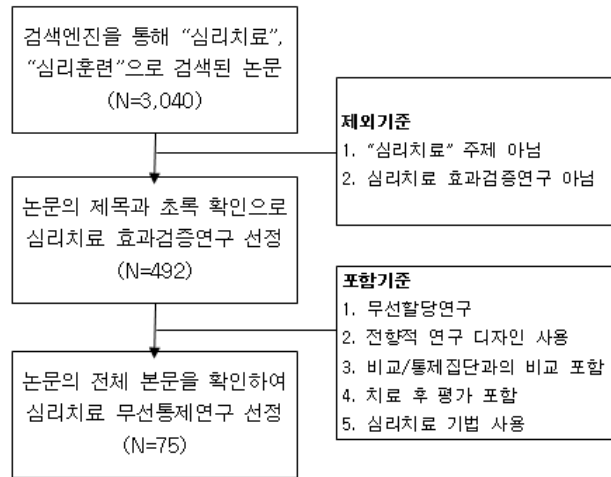 검색엔진을 통해 “심리치료”,
“심리훈련”으로 검색된 논문
(N=3,040)
제외기준
1. “심리치료” 주제 아님
2. 심리치료 효과검증연구 아님
논문의 제목과 초록 확인으로
심리치료 효과검증연구 선정
(N=492)
포함기준
1. 무선할당연구
2. 전향적 연구 디자인 사용
3. 비교/통제집단과의 비교 포함
4. 치료 후 평가 포함
5. 심리치료 기법 사용
논문의 전체 본문을 확인하여
심리치료 무선통제연구 선정
(N=75)